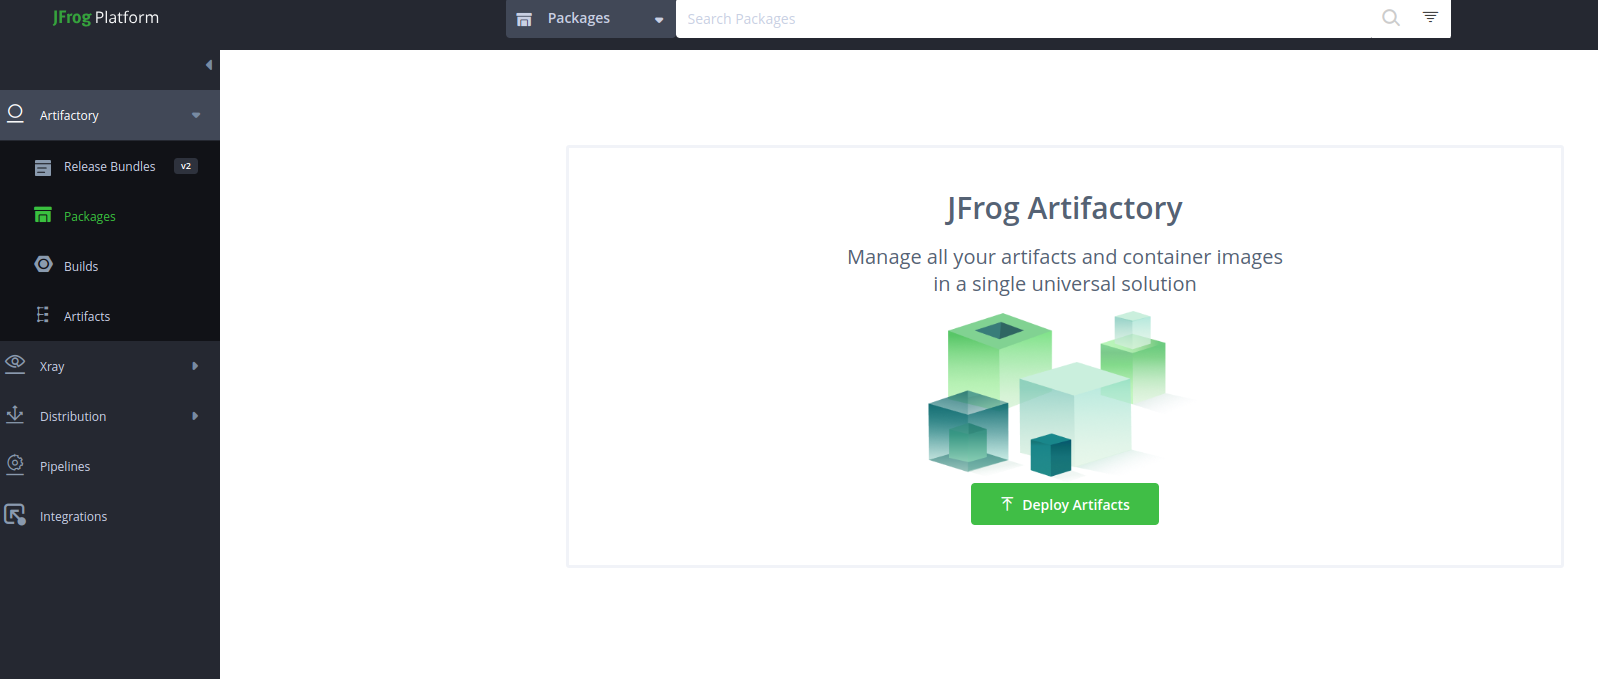 JFrog Platform
Packages
Search Packages
Artifactory
Release Bundles v2
Packages
Builds
Artifacts
Xray
Distribution
Pipelines
Integrations
JFrog Artifactory
Manage all your artifacts and container images
in a single universal solution
Deploy Artifacts